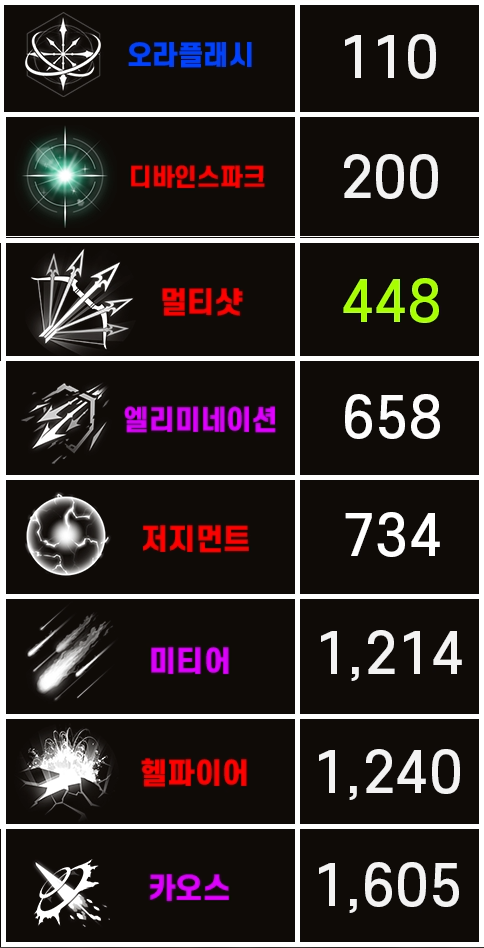 오라플래시 110
디바인스파크 200
멀티샷 448
엘리미네이션 658
저지먼트 734
미티어 1,214
헬파이어 1,240
카오스 1,605